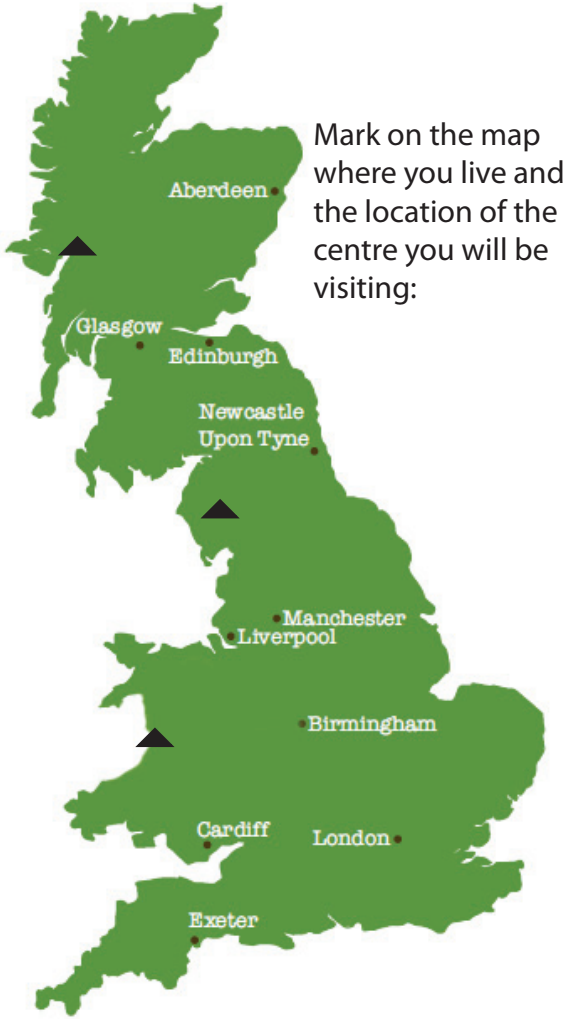 Mark on the map
where you live and
the location of the
centre you will be
visiting:
Aberdeen
Glasgow
Edinburgh
Newcastle
Upon Tyne
Manchester
Liverpool
Birmingham
Cardiff
London
Exeter